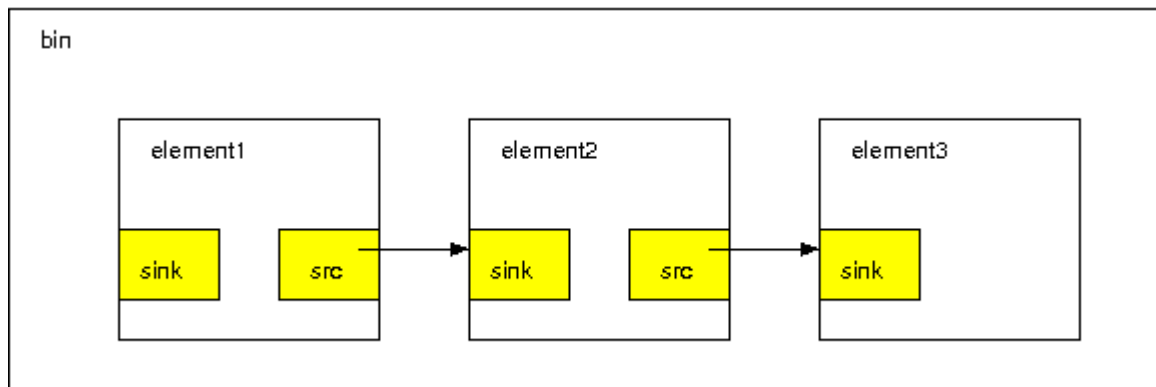 bin
element1
element2
element3
sink
src
sink
src
sink